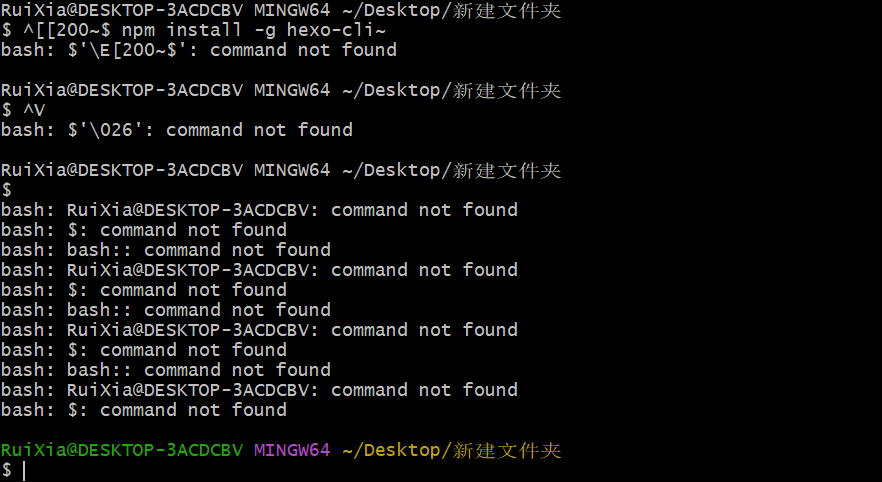 RuiXia@DESKTOP-3ACDCBV MINGW64 ~/Desktop/新建文件夹
$ ^[[200~$ npm install -g hexo-cli~
bash: $'\E[200~$': command not found
RuiXia@DESKTOP-3ACDCBV MINGW64 ~/Desktop/新建文件夹
$ ^V
bash: $'\026': command not found
RuiXia@DESKTOP-3ACDCBV MINGW64 ~/Desktop/新建文件夹
$
bash: RuiXia@DESKTOP-3ACDCBV: command not found
bash: $: command not found
bash: bash:: command not found
bash: RuiXia@DESKTOP-3ACDCBV: command not found
bash: $: command not found
bash: bash:: command not found
bash: RuiXia@DESKTOP-3ACDCBV: command not found
bash: $: command not found
bash: bash:: command not found
bash: RuiXia@DESKTOP-3ACDCBV: command not found
bash: $: command not found
RuiXia@DESKTOP-3ACDCBV MINGW64 ~/Desktop/新建文件夹
$